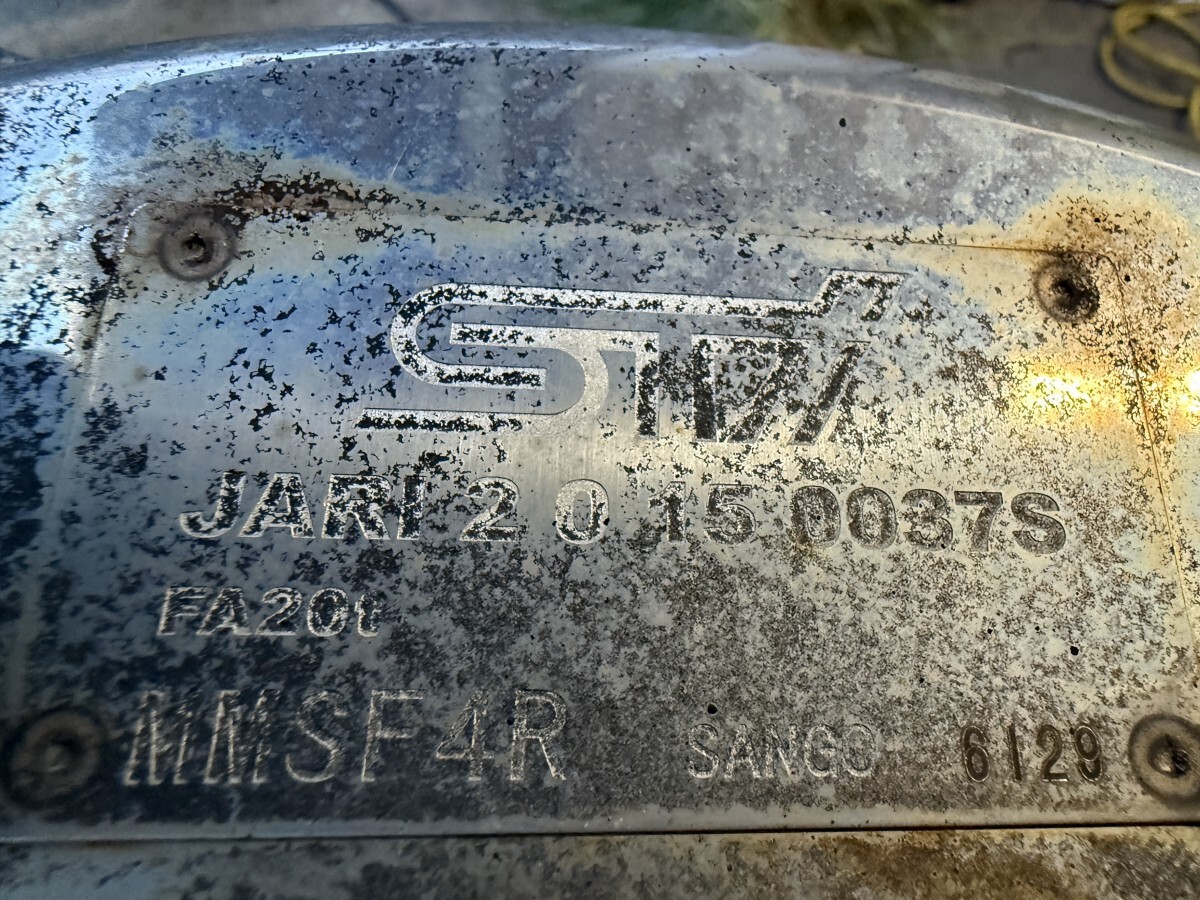 STI
JARI 2 0 15 0037S
FA20t
MMSF4R SANGO 6129